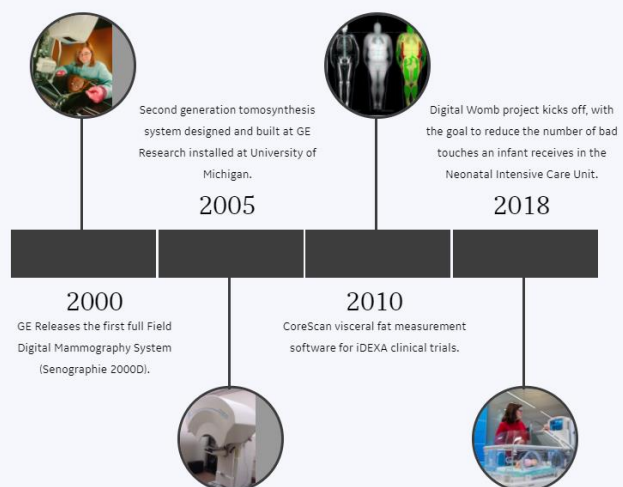 Second generation tomosynthesis
system designed and built at GE
Research installed at University of
Michigan.
2005
Digital Womb project kicks off, with
the goal to reduce the number of bad
touches an infant receives in the
Neonatal Intensive Care Unit.
2018
2000
GE Releases the first full Field
Digital Mammography System
(Senographie 2000D).
2010
CoreScan visceral fat measurement
software for iDEXA clinical trials.